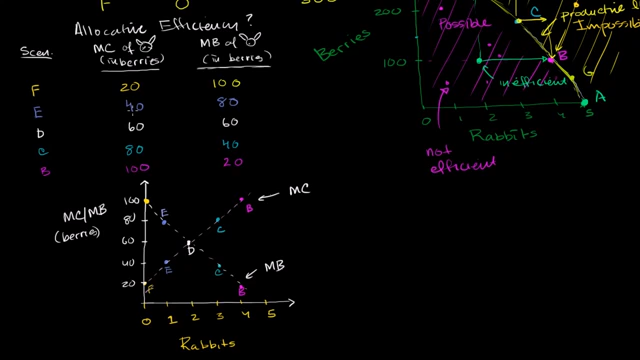 F 0
Allocative Efficiency?
MC of MB of
Scen. (in berries) (in berries)
F 20 100
E 40 80
D 60 60
C 80 40
B 100 20
MC/MB
(berries)
100
80
60
40
20
E
B
MC
C
D
E
C
F
B
MB
0 1 2 3 4 5
Rabbits
200
Possible
C
productive
Impossible
Berries
100
B
inefficient
G
A
0 1 2 3 4 5
Rabbits
not
efficient